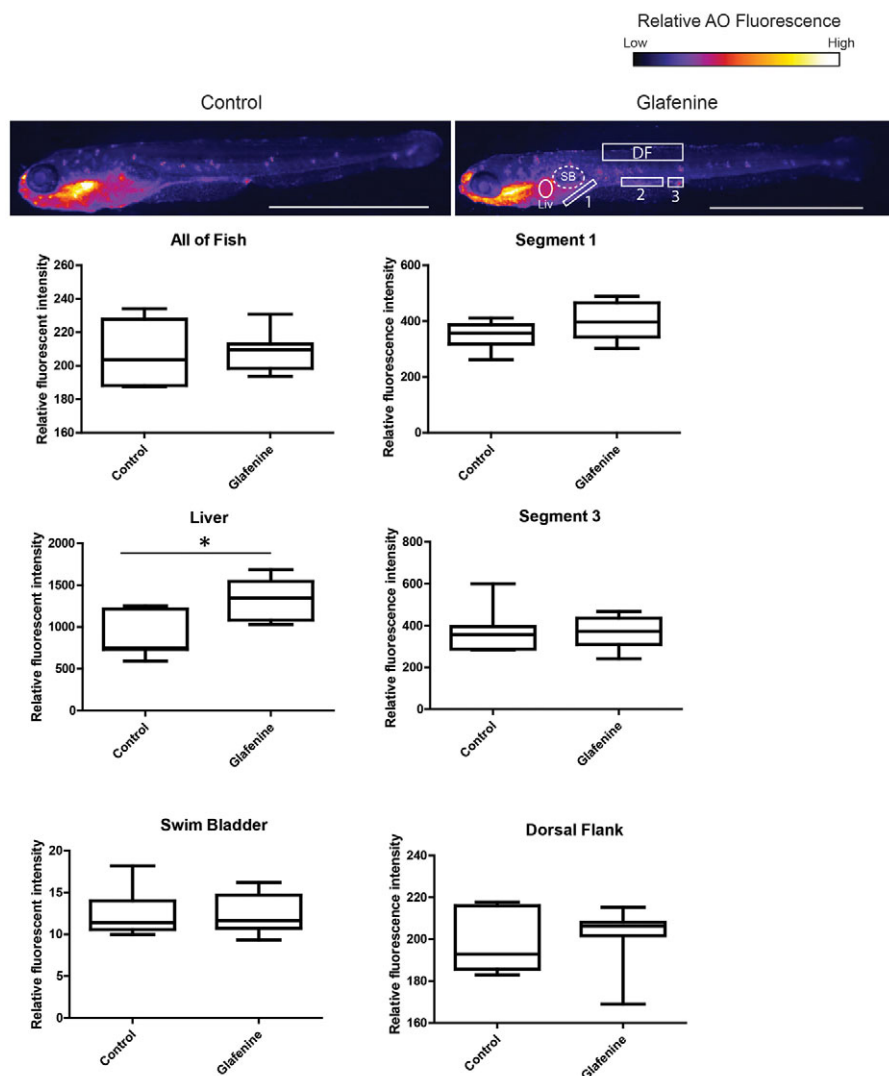 Relative AO Fluorescence
Low High
Control Glafenine
DF
SB
Liv
1
2
3
All of Fish
Relative fluorescent intensity
260
240
220
200
180
160
Control Glafenine
Segment 1
Relative fluorescence intensity
600
400
200
0
Control Glafenine
Liver
Relative fluorescent intensity
2000
1500
1000
500
0
*
Control Glafenine
Segment 3
Relative fluorescence intensity
800
600
400
200
0
Control Glafenine
Swim Bladder
Relative fluorescent intensity
20
15
10
5
0
Control Glafenine
Dorsal Flank
Relative fluorescence intensity
240
220
200
180
160
Control Glafenine